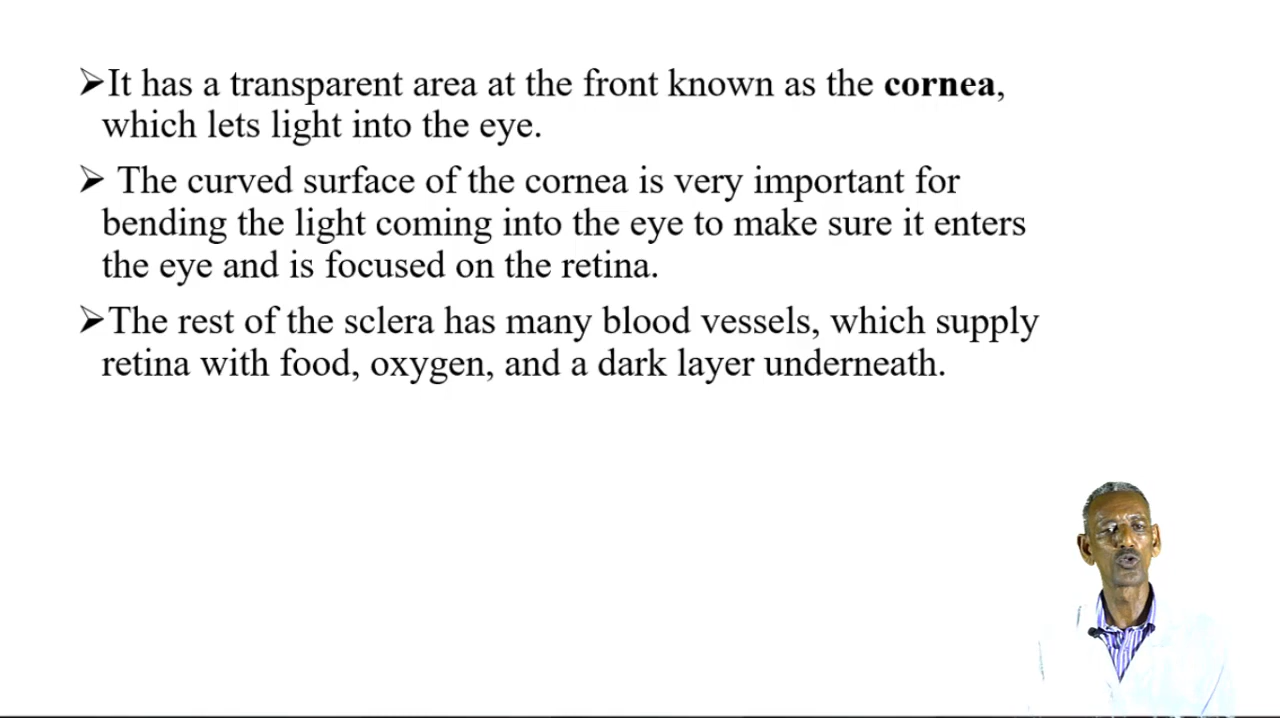 ➢It has a transparent area at the front known as the cornea,
which lets light into the eye.
➢ The curved surface of the cornea is very important for
bending the light coming into the eye to make sure it enters
the eye and is focused on the retina.
➢The rest of the sclera has many blood vessels, which supply
retina with food, oxygen, and a dark layer underneath.